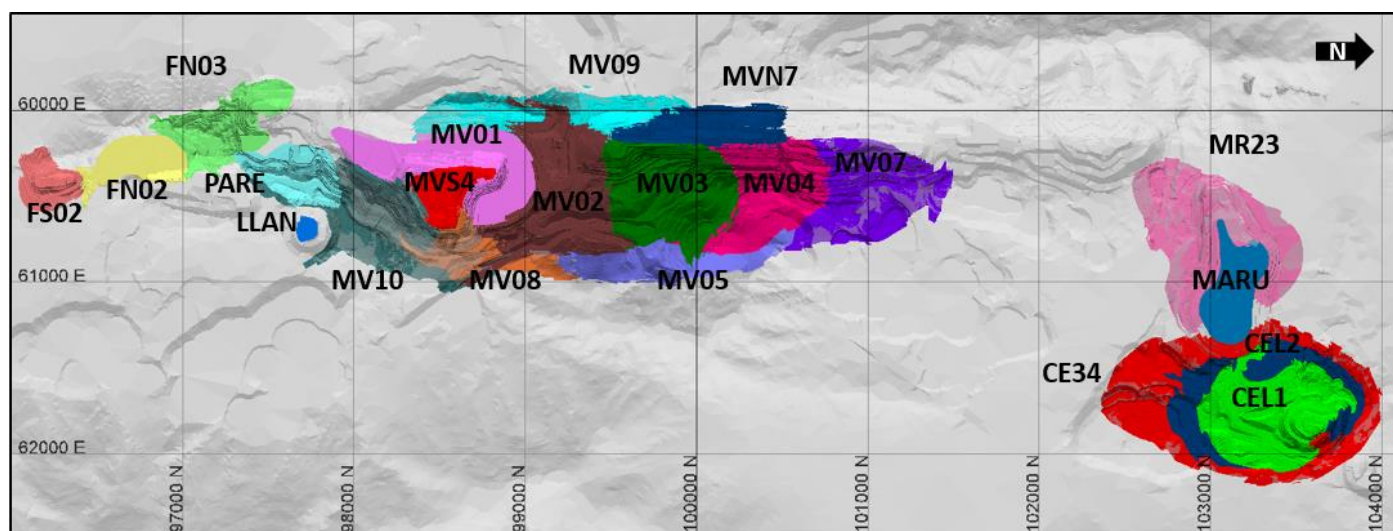 FN03
MV09
MVN7
N
60000 E
MV01
MR23
FS02
FN02
PARE
MVS4
MV02
MV03
MV04
MV07
LLAN
61000 E
MV10
MV08
MV05
MARU
CEL2
CE34
CEL1
62000 E
97000 N
98000 N
99000 N
100000 N
101000 N
102000 N
103000 N
104000 N